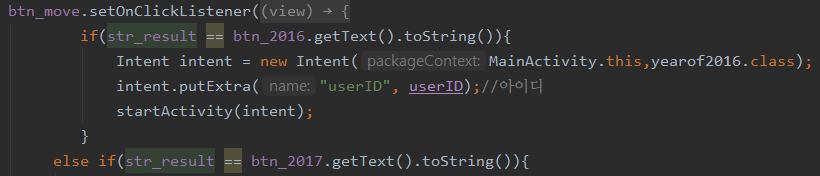 btn_move.setOnClickListener((view) → {
if(str_result == btn_2016.getText().toString()){
Intent intent = new Intent( packageContext: MainActivity.this,yearof2016.class);
intent.putExtra( name: "userID", userID);//아이디
startActivity(intent);
}
else if(str_result == btn_2017.getText().toString()){